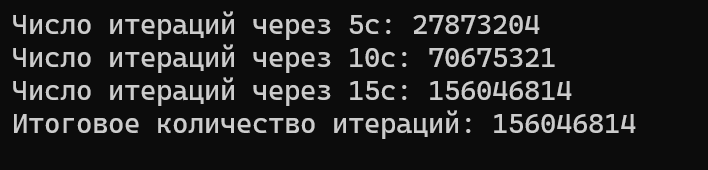 Число итераций через 5с: 27873204
Число итераций через 10с: 70675321
Число итераций через 15с: 156046814
Итоговое количество итераций: 156046814